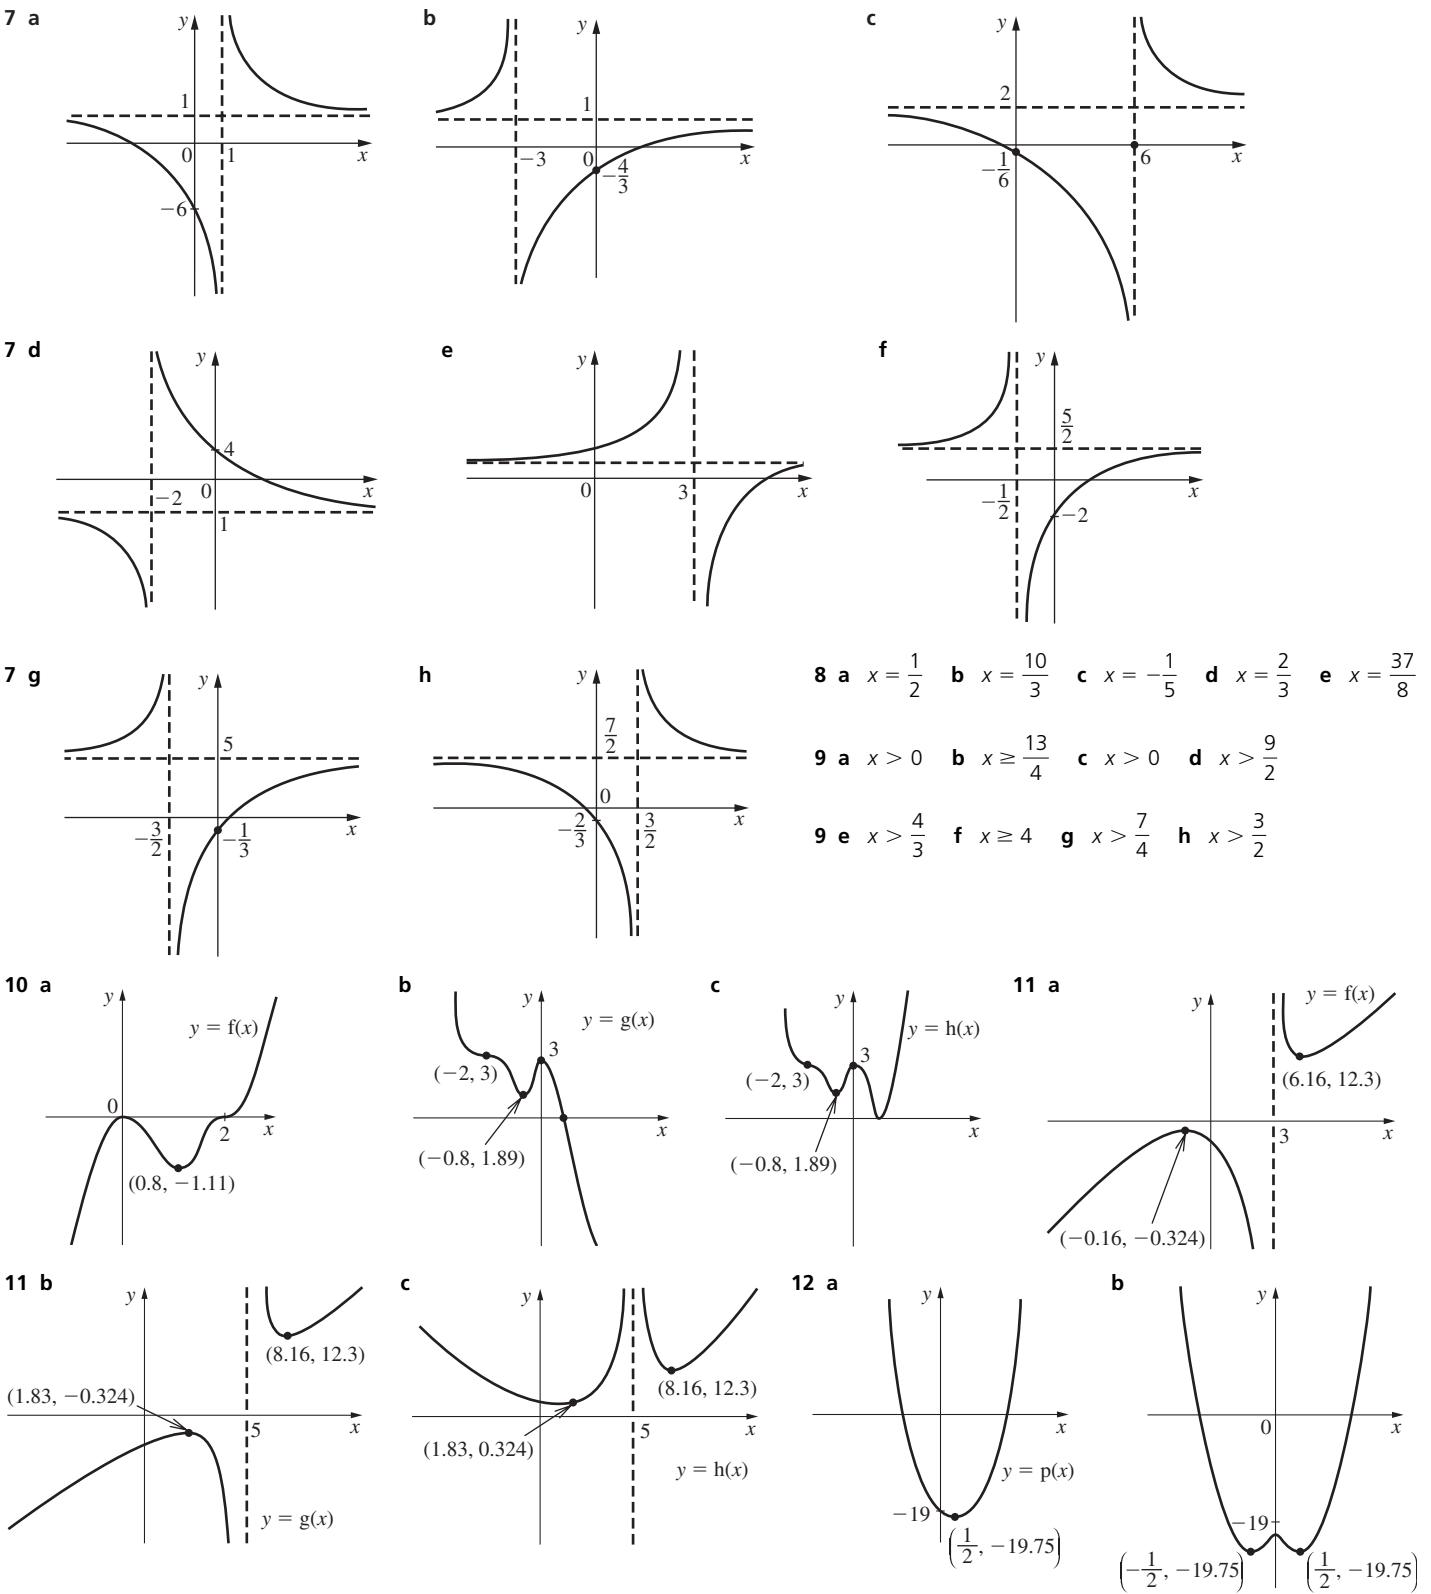 7 a b c
y y y
1 1 2
0 1 x −3 0 x −1/6 6 x
−4/3
−6
7 d e f
y y y
4 5/2
−2 0 x 0 3 x −1/2 x
1 −2
7 g h 8 a x = 1/2 b x = 10/3 c x = −1/5 d x = 2/3 e x = 37/8
y y
5 7/2 9 a x > 0 b x ≥ 13/4 c x > 0 d x > 9/2
−3/2 −1/3 x 0 −2/3 3/2 x 9 e x > 4/3 f x ≥ 4 g x > 7/4 h x > 3/2
10 a b c 11 a
y y y y
y = f(x) y = g(x) y = h(x) y = f(x)
3 3
(−2, 3) (−2, 3) (6.16, 12.3)
0 2 x x x 3 x
(−0.8, 1.89) (−0.8, 1.89)
(0.8, −1.11) (−0.16, −0.324)
11 b c 12 a b
y y y y
(8.16, 12.3) (8.16, 12.3)
(1.83, −0.324)
5 x 5 x x 0 x
(1.83, 0.324)
y = h(x) y = p(x)
y = g(x) −19 −19
(1/2, −19.75) (−1/2, −19.75) (1/2, −19.75)